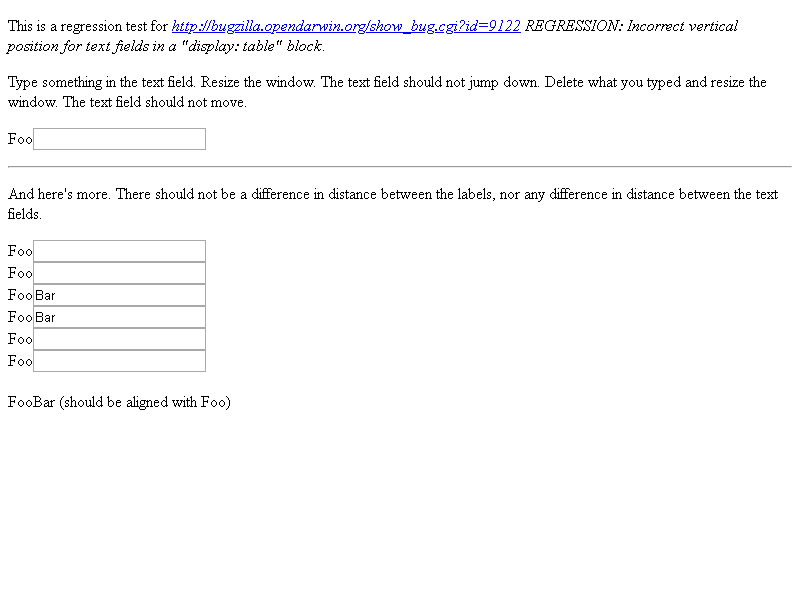 This is a regression test for http://bugzilla.opendarwin.org/show_bug.cgi?id=9122 REGRESSION: Incorrect vertical
position for text fields in a "display: table" block.
Type something in the text field. Resize the window. The text field should not jump down. Delete what you typed and resize the
window. The text field should not move.
Foo
And here's more. There should not be a difference in distance between the labels, nor any difference in distance between the text
fields.
Foo
Foo
Foo Bar
Foo Bar
Foo
Foo
FooBar (should be aligned with Foo)